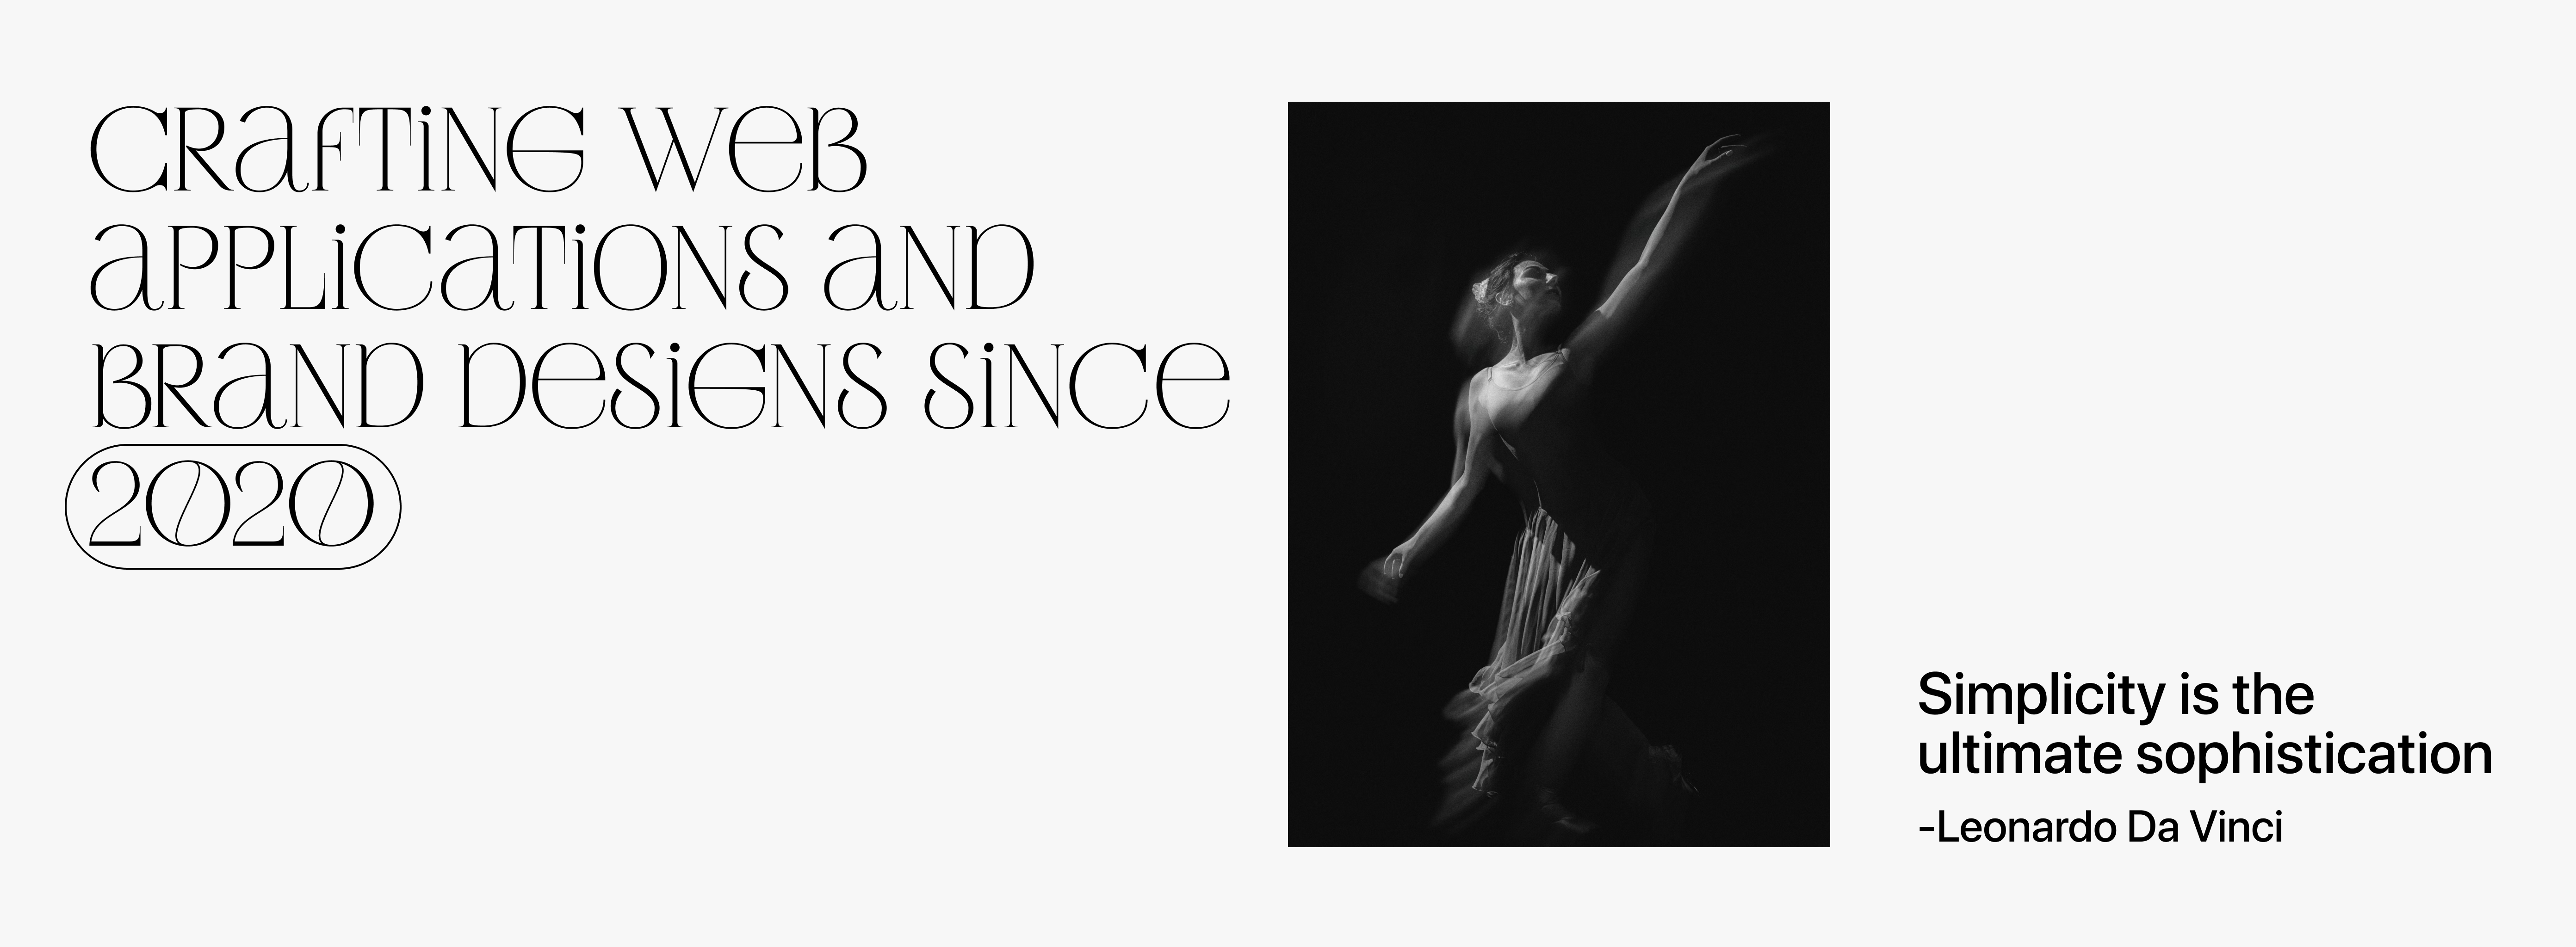 CRafTiNG WeB
aPPLiCaTiONS aND
BRaND DeSiGNS SiNCe
2020
Simplicity is the
ultimate sophistication
-Leonardo Da Vinci